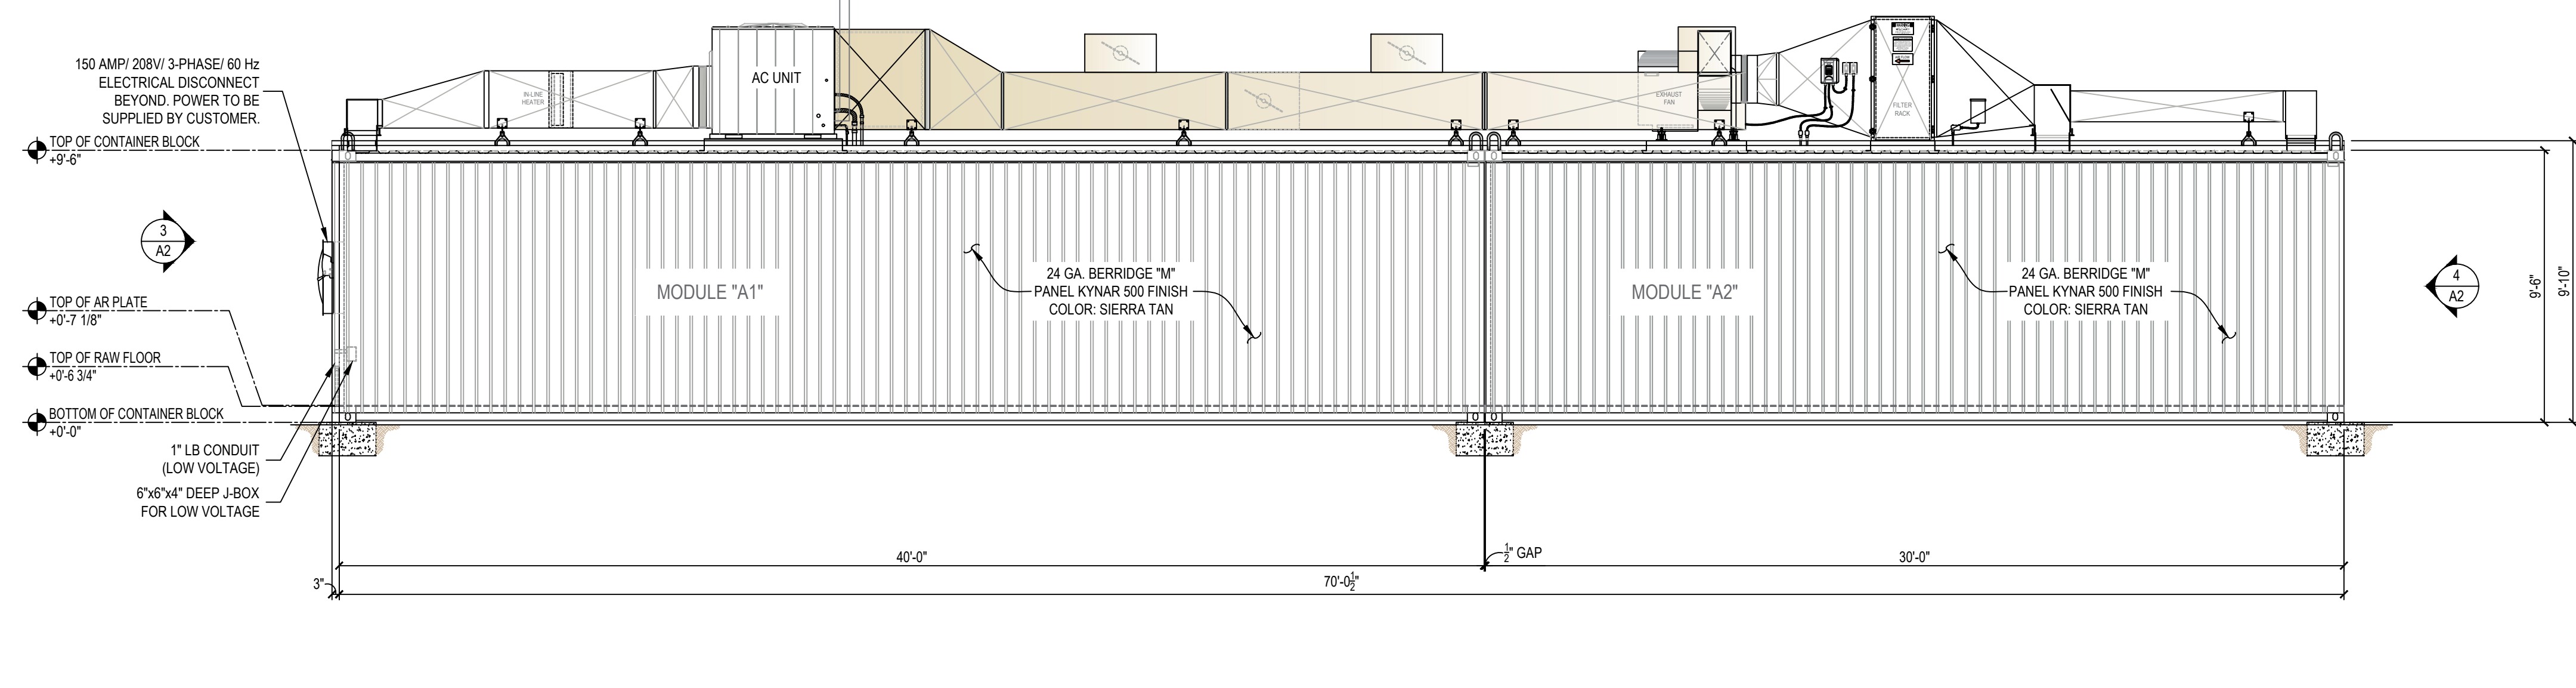 150 AMP/ 208V/ 3-PHASE/ 60 Hz
ELECTRICAL DISCONNECT
BEYOND. POWER TO BE
SUPPLIED BY CUSTOMER.
TOP OF CONTAINER BLOCK
+9'-6"
3
A2
TOP OF AR PLATE
+0'-7 1/8"
TOP OF RAW FLOOR
+0'-6 3/4"
BOTTOM OF CONTAINER BLOCK
+0'-0"
1" LB CONDUIT
(LOW VOLTAGE)
6"x6"x4" DEEP J-BOX
FOR LOW VOLTAGE
IN-LINE
HEATER
AC UNIT
EXHAUST
FAN
FILTER
RACK
MODULE "A1"
24 GA. BERRIDGE "M"
PANEL KYNAR 500 FINISH
COLOR: SIERRA TAN
MODULE "A2"
24 GA. BERRIDGE "M"
PANEL KYNAR 500 FINISH
COLOR: SIERRA TAN
4
A2
9'-6"
9'-10"
40'-0"
1/2" GAP
30'-0"
3"
70'-0 1/2"